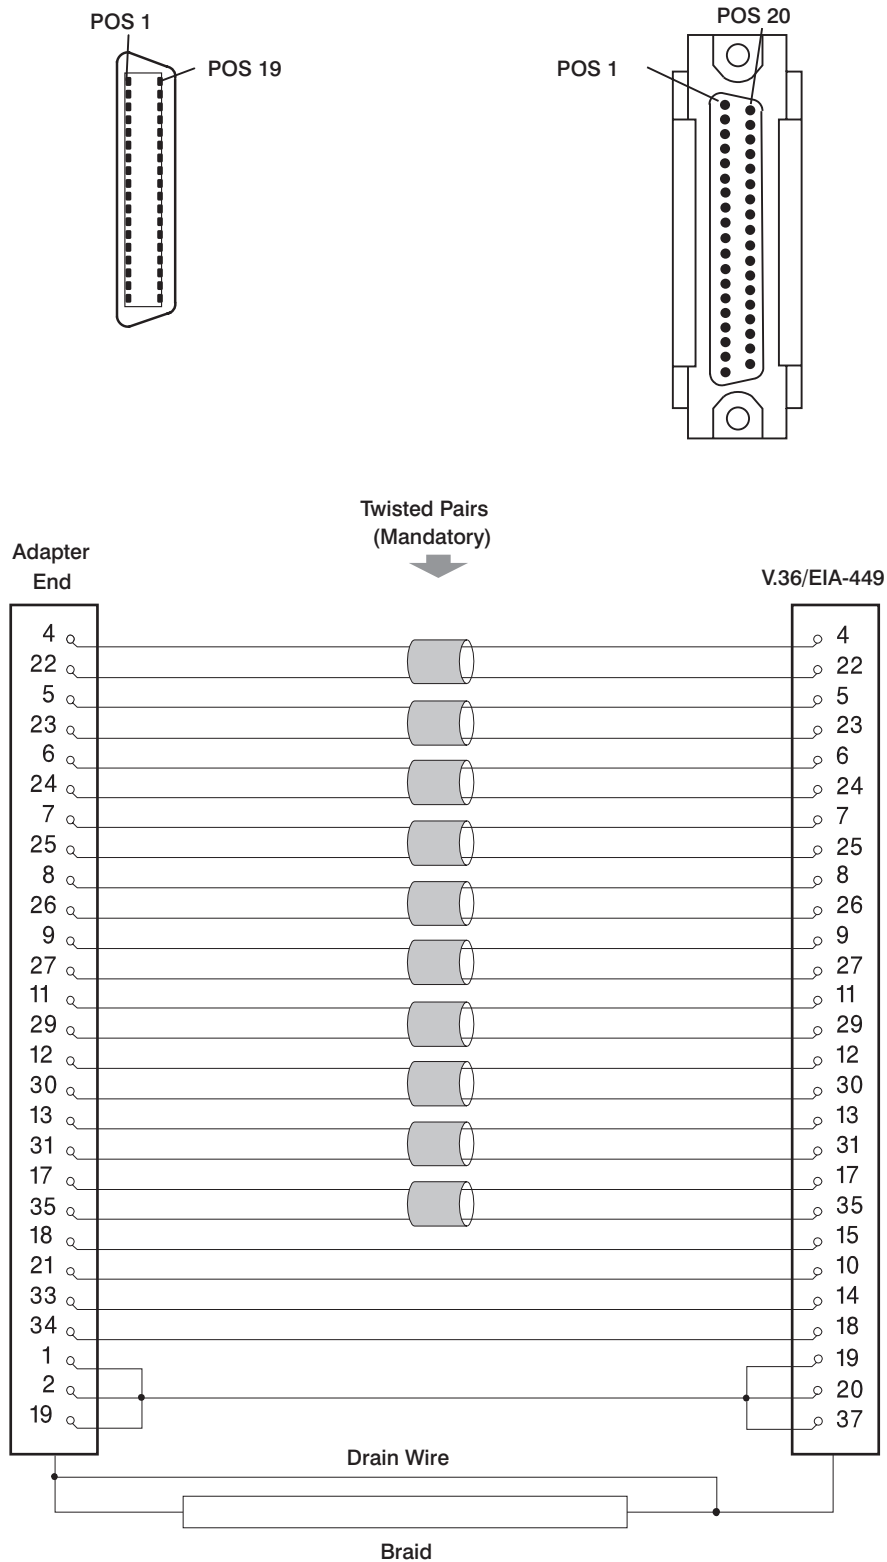 POS 1
POS 19
POS 20
POS 1
Twisted Pairs
(Mandatory)
Adapter
End
V.36/EIA-449
4 4
22 22
5 5
23 23
6 6
24 24
7 7
25 25
8 8
26 26
9 9
27 27
11 11
29 29
12 12
30 30
13 13
31 31
17 17
35 35
18 15
21 10
33 14
34 18
1 19
2 20
19 37
Drain Wire
Braid